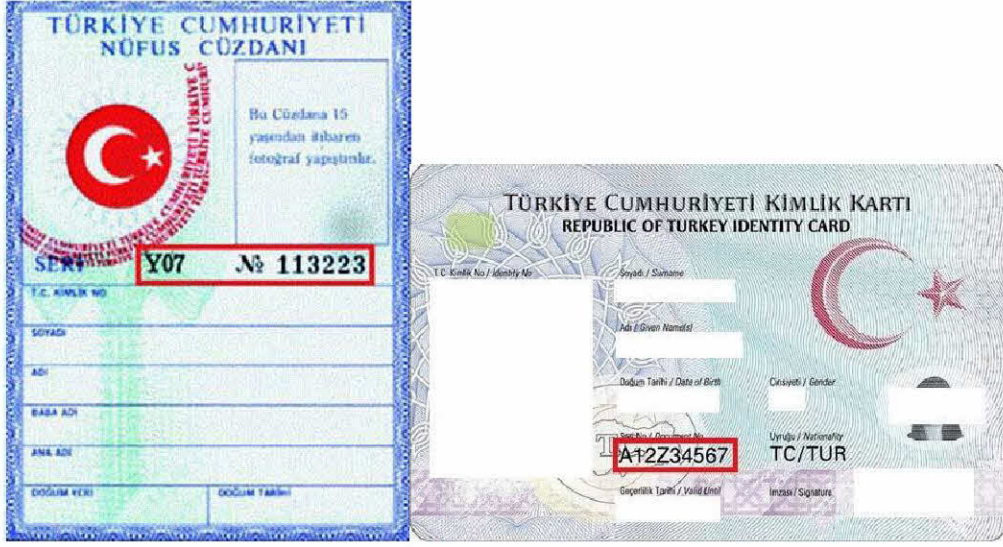 TÜRKİYE CUMHURİYETİ
NÜFUS CÜZDANI
Bu Cüzdana 15
yaşından itibaren
fotoğraf yapıştırılır.
SERİ Y07 № 113223
T.C. KİMLİK NO
SOYADI
ADI
BABA ADI
ANA ADI
DOĞUM YERİ DOĞUM TARİHİ
TÜRKİYE CUMHURİYETİ KİMLİK KARTI
REPUBLIC OF TURKEY IDENTITY CARD
T.C. Kimlik No / Identity No
Soyadı / Surname
Adı / Given Name(s)
Doğum Tarihi / Date of Birth Cinsiyeti / Gender
Seri No / Document No Uyruğu / Nationality
A12Z34567 TC/TUR
Geçerlilik Tarihi / Valid Until İmzası / Signature